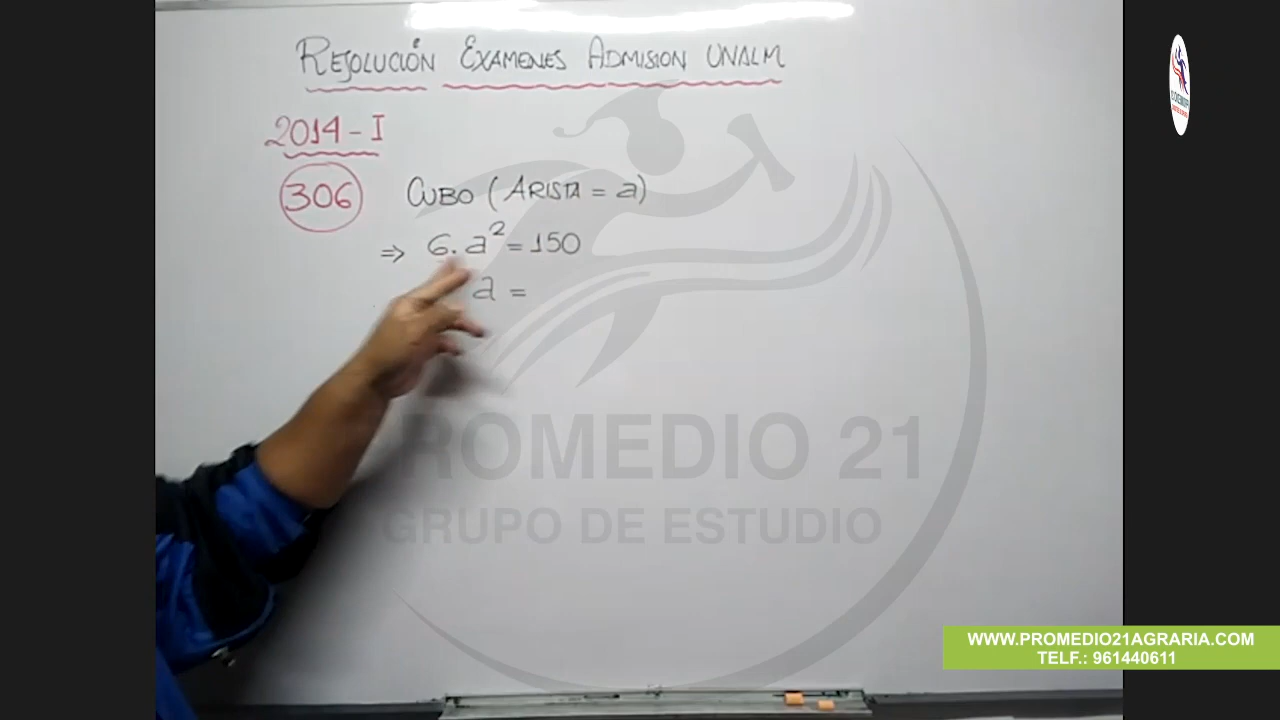 RESOLUCIÓN EXAMENES ADMISION UNALM
2014-I
306 CUBO (ARISTA = a)
⇒ 6.a² = 150
a =
PROMEDIO 21
GRUPO DE ESTUDIO
WWW.PROMEDIO21AGRARIA.COM
TELF.: 961440611